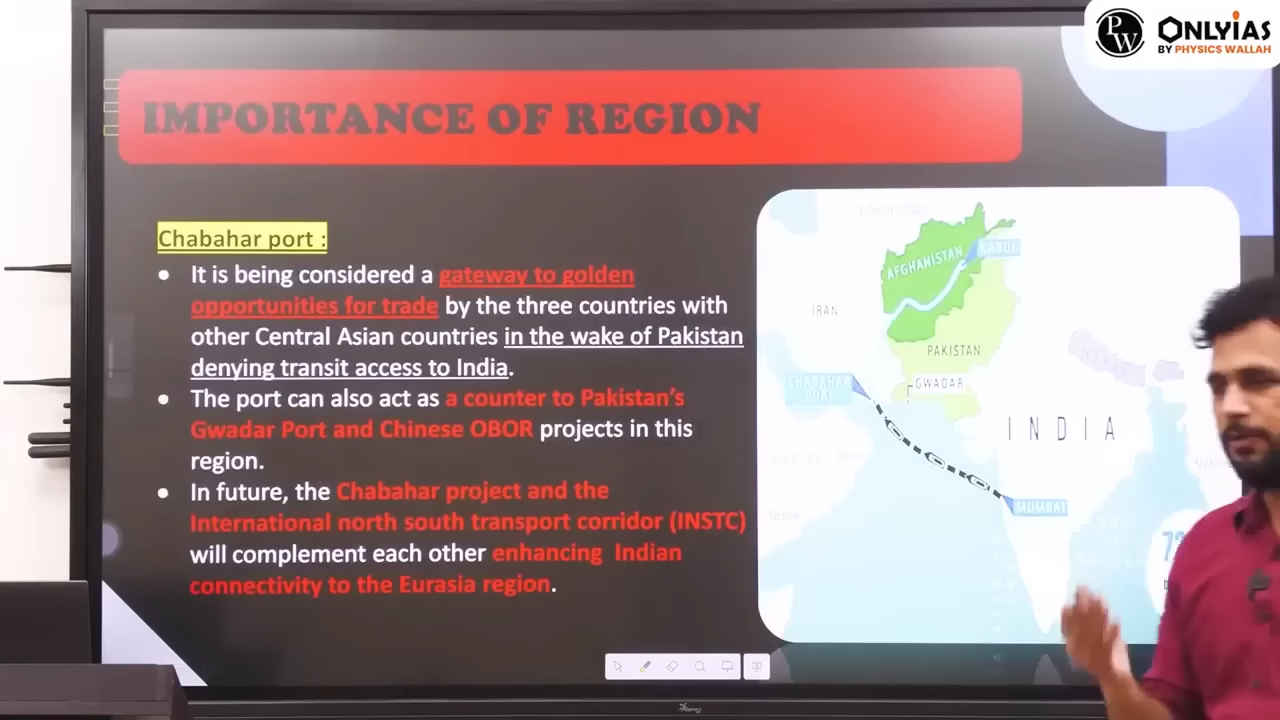 PW ONLYIAS
BY PHYSICS WALLAH
IMPORTANCE OF REGION
Chabahar port :
• It is being considered a gateway to golden
opportunities for trade by the three countries with
other Central Asian countries in the wake of Pakistan
denying transit access to India.
• The port can also act as a counter to Pakistan's
Gwadar Port and Chinese OBOR projects in this
region.
• In future, the Chabahar project and the
International north south transport corridor (INSTC)
will complement each other enhancing Indian
connectivity to the Eurasia region.
KABUL
AFGHANISTAN
IRAN
PAKISTAN
NEPAL
CHABAHAR
PORT
GWADAR
INDIA
MUMBAI
Yemen